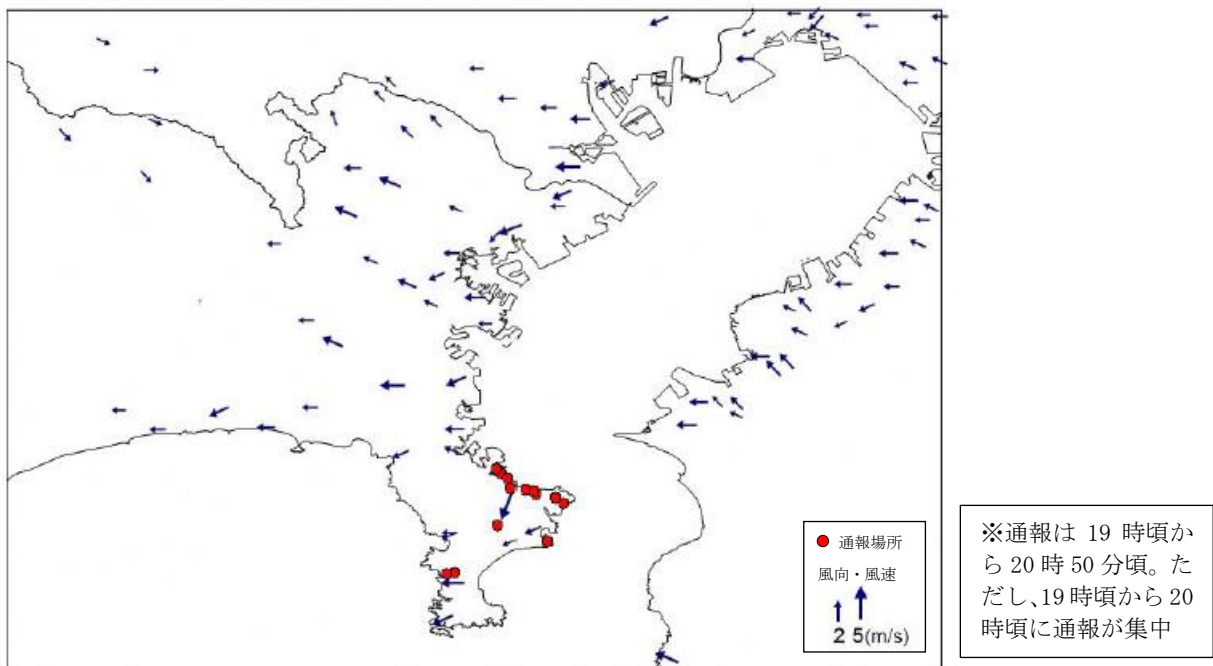 通報場所
風向・風速
2 5(m/s)
※通報は 19 時頃か
ら 20 時 50 分頃。た
だし、19 時頃から 20
時頃に通報が集中